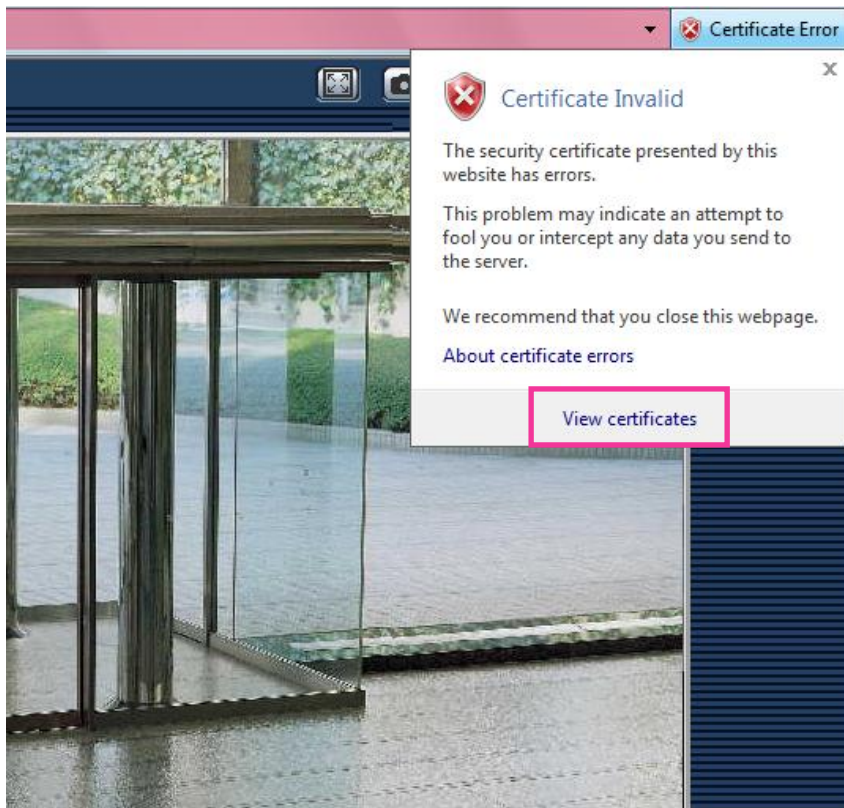 Certificate Error
x
Certificate Invalid
The security certificate presented by this
website has errors.
This problem may indicate an attempt to
fool you or intercept any data you send to
the server.
We recommend that you close this webpage.
About certificate errors
View certificates